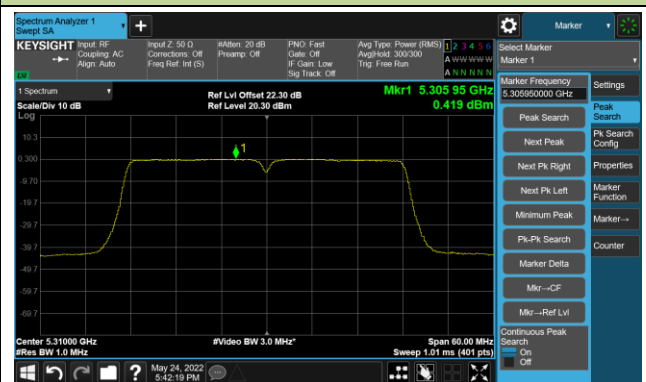 Spectrum Analyzer 1
Swept SA
+
Marker
KEYSIGHT
Input: RF
Coupling: AC
Align: Auto
Input Z: 50 Ω
Corrections: Off
Freq Ref: Int (S)
#Atten: 20 dB
Preamp: Off
PNO: Fast
Gate: Off
IF Gain: Low
Sig Track: Off
Avg Type: Power (RMS)
Avg|Hold: 300/300
Trig: Free Run
1 2 3 4 5 6
A W W W W W
A N N N N N
Select Marker
Marker 1
1 Spectrum
Scale/Div 10 dB
Log
Ref Lvl Offset 22.30 dB
Ref Level 20.30 dBm
Mkr1 5.305 95 GHz
0.419 dBm
10.3
0.300
-9.70
-19.7
-29.7
-39.7
-49.7
-59.7
-69.7
1
Center 5.31000 GHz
#Res BW 1.0 MHz
#Video BW 3.0 MHz*
Span 60.00 MHz
Sweep 1.01 ms (401 pts)
Marker Frequency
5.305950000 GHz
Peak Search
Next Peak
Next Pk Right
Next Pk Left
Minimum Peak
Pk-Pk Search
Marker Delta
Mkr→CF
Mkr→Ref Lvl
Continuous Peak
Search
On
Off
Settings
Peak
Search
Pk Search
Config
Properties
Marker
Function
Marker→
Counter
?
May 24, 2022
5:42:19 PM